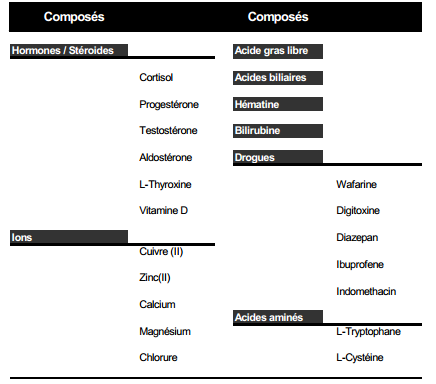 Composés
Hormones / Stéroides
Cortisol
Progestérone
Testostérone
Aldostérone
L-Thyroxine
Vitamine D
Ions
Cuivre (II)
Zinc(II)
Calcium
Magnésium
Chlorure
Composés
Acide gras libre
Acides biliaires
Hématine
Bilirubine
Drogues
Wafarine
Digitoxine
Diazepan
Ibuprofene
Indomethacin
Acides aminés
L-Tryptophane
L-Cystéine